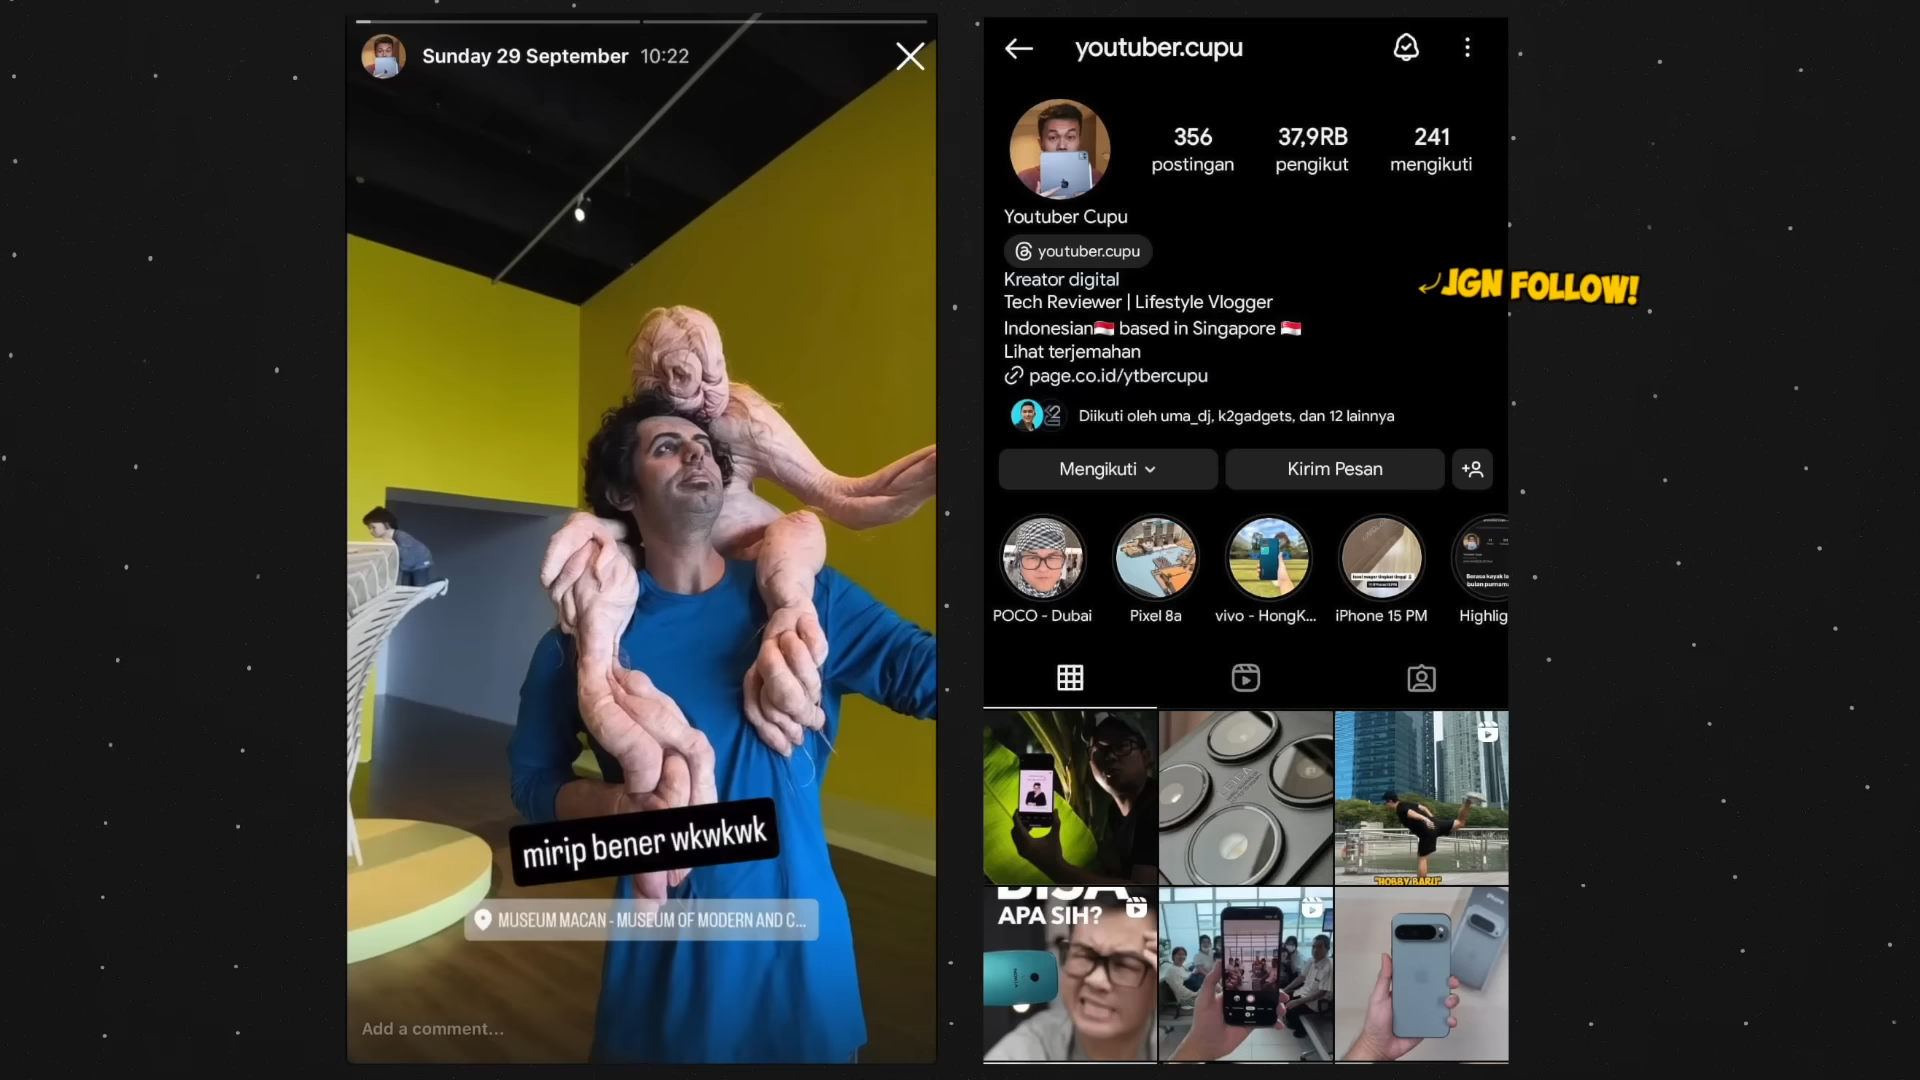 Sunday 29 September 10:22
mirip bener wkwkwk
MUSEUM MACAN - MUSEUM OF MODERN AND C...
Add a comment...
youtuber.cupu
356
postingan
37,9RB
pengikut
241
mengikuti
Youtuber Cupu
youtuber.cupu
Kreator digital
Tech Reviewer | Lifestyle Vlogger
Indonesian🇮🇩 based in Singapore 🇮🇩
Lihat terjemahan
page.co.id/ytbercupu
Diikuti oleh uma_dj, k2gadgets, dan 12 lainnya
Mengikuti
Kirim Pesan
POCO - Dubai
Pixel 8a
vivo - HongK...
iPhone 15 PM
Highlig
"HOBBY BARU"
BISA
APA SIH?
JGN FOLLOW!